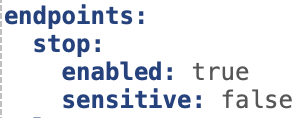 endpoints:
  stop:
    enabled: true
    sensitive: false